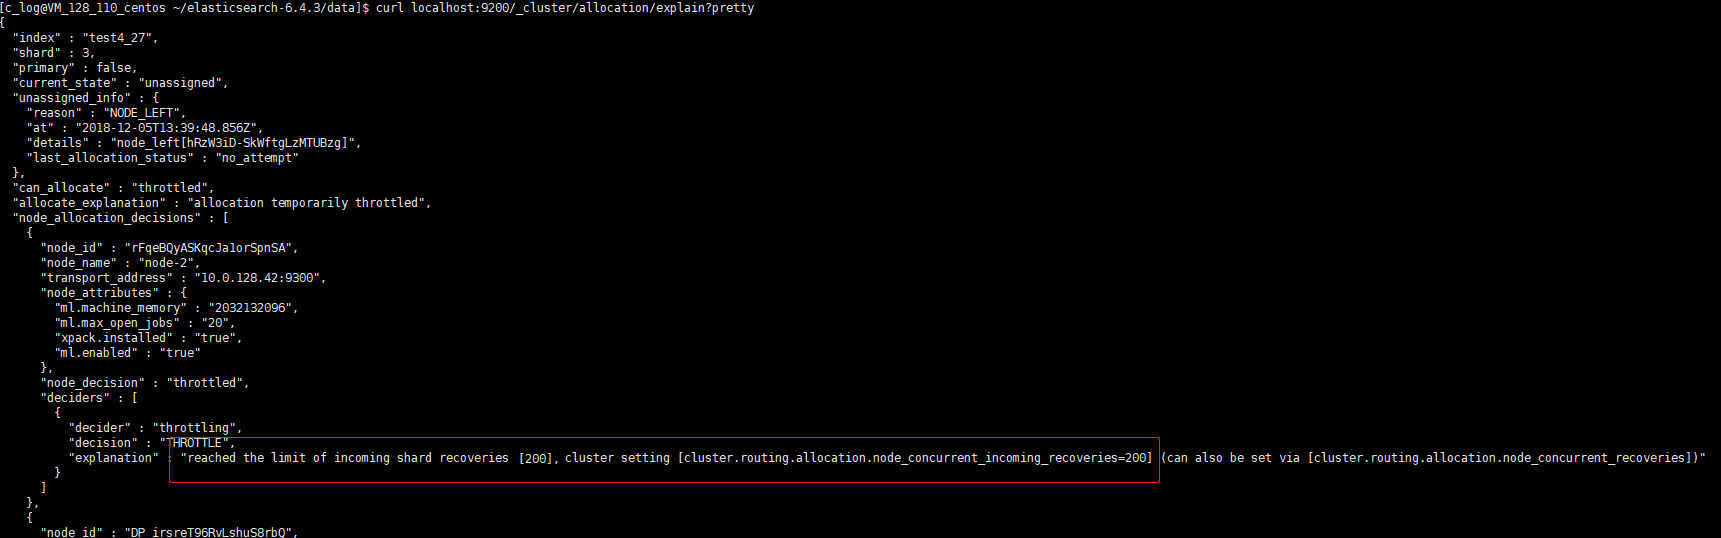 [c_log@VM_128_110_centos ~/elasticsearch-6.4.3/data]$ curl localhost:9200/_cluster/allocation/explain?pretty
{
  "index" : "test4_27",
  "shard" : 3,
  "primary" : false,
  "current_state" : "unassigned",
  "unassigned_info" : {
    "reason" : "NODE_LEFT",
    "at" : "2018-12-05T13:39:48.856Z",
    "details" : "node_left[hRzW3iD-SkWftgLzMTUBzg]",
    "last_allocation_status" : "no_attempt"
  },
  "can_allocate" : "throttled",
  "allocate_explanation" : "allocation temporarily throttled",
  "node_allocation_decisions" : [
    {
      "node_id" : "rFqeBQyASKqcJa1orSpnSA",
      "node_name" : "node-2",
      "transport_address" : "10.0.128.42:9300",
      "node_attributes" : {
        "ml.machine_memory" : "2032132096",
        "ml.max_open_jobs" : "20",
        "xpack.installed" : "true",
        "ml.enabled" : "true"
      },
      "node_decision" : "throttled",
      "deciders" : [
        {
          "decider" : "throttling",
          "decision" : "THROTTLE",
          "explanation" : "reached the limit of incoming shard recoveries [200], cluster setting [cluster.routing.allocation.node_concurrent_incoming_recoveries=200] (can also be set via [cluster.routing.allocation.node_concurrent_recoveries])"
        }
      ]
    },
    {
      "node_id" : "DP_irsreT96RvLshuS8rbQ",